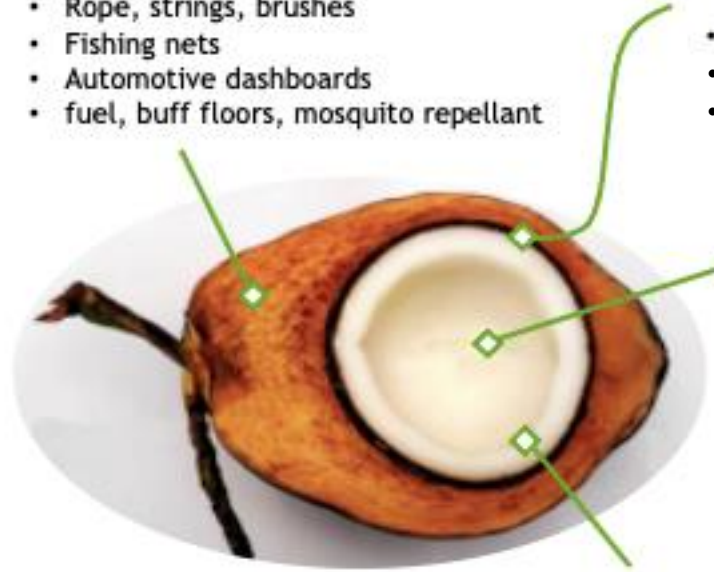 • Rope, strings, brushes
• Fishing nets
• Automotive dashboards
• fuel, buff floors, mosquito repellant